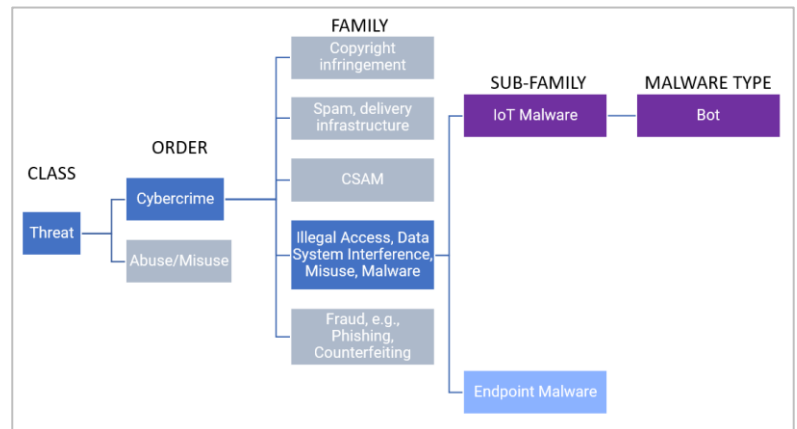 FAMILY
Copyright
infringement
SUB-FAMILY
MALWARE TYPE
Spam, delivery
infrastructure
IoT Malware
Bot
ORDER
CLASS
CSAM
Cybercrime
Threat
Illegal Access, Data
System Interference,
Misuse, Malware
Abuse/Misuse
Fraud, e.g.,
Phishing,
Counterfeiting
Endpoint Malware